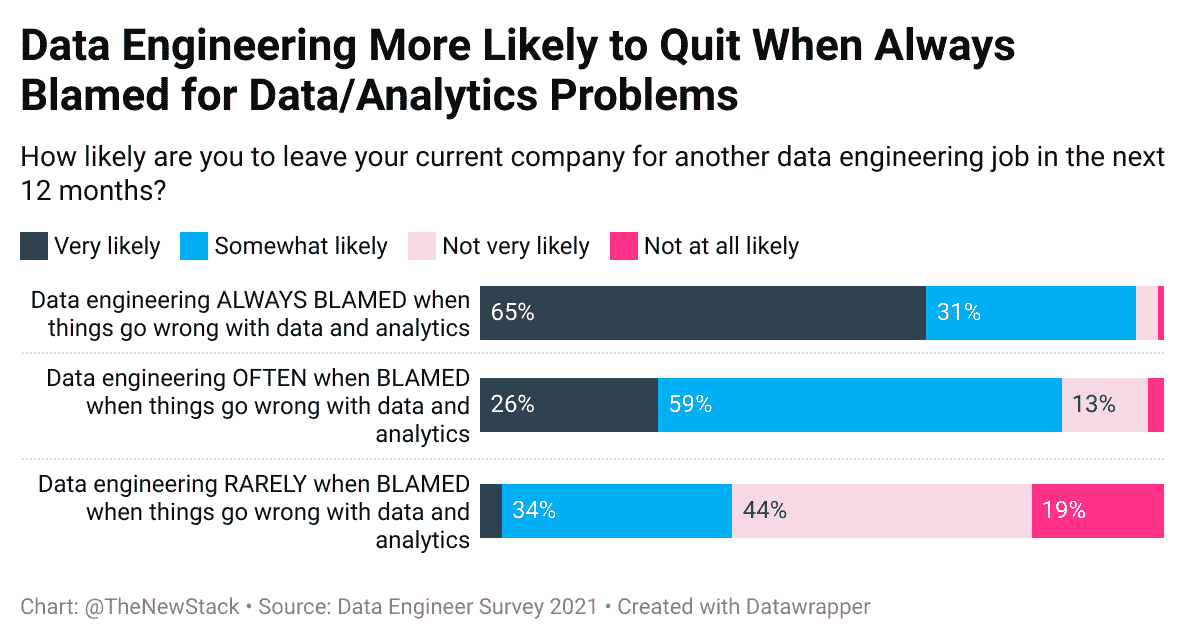 Data Engineering More Likely to Quit When Always
Blamed for Data/Analytics Problems
How likely are you to leave your current company for another data engineering job in the next
12 months?
Very likely Somewhat likely Not very likely Not at all likely
Data engineering ALWAYS BLAMED when
things go wrong with data and analytics
65% 31%
Data engineering OFTEN when BLAMED
when things go wrong with data and
analytics
26% 59% 13%
Data engineering RARELY when BLAMED
when things go wrong with data and
analytics
34% 44% 19%
Chart: @TheNewStack • Source: Data Engineer Survey 2021 • Created with Datawrapper